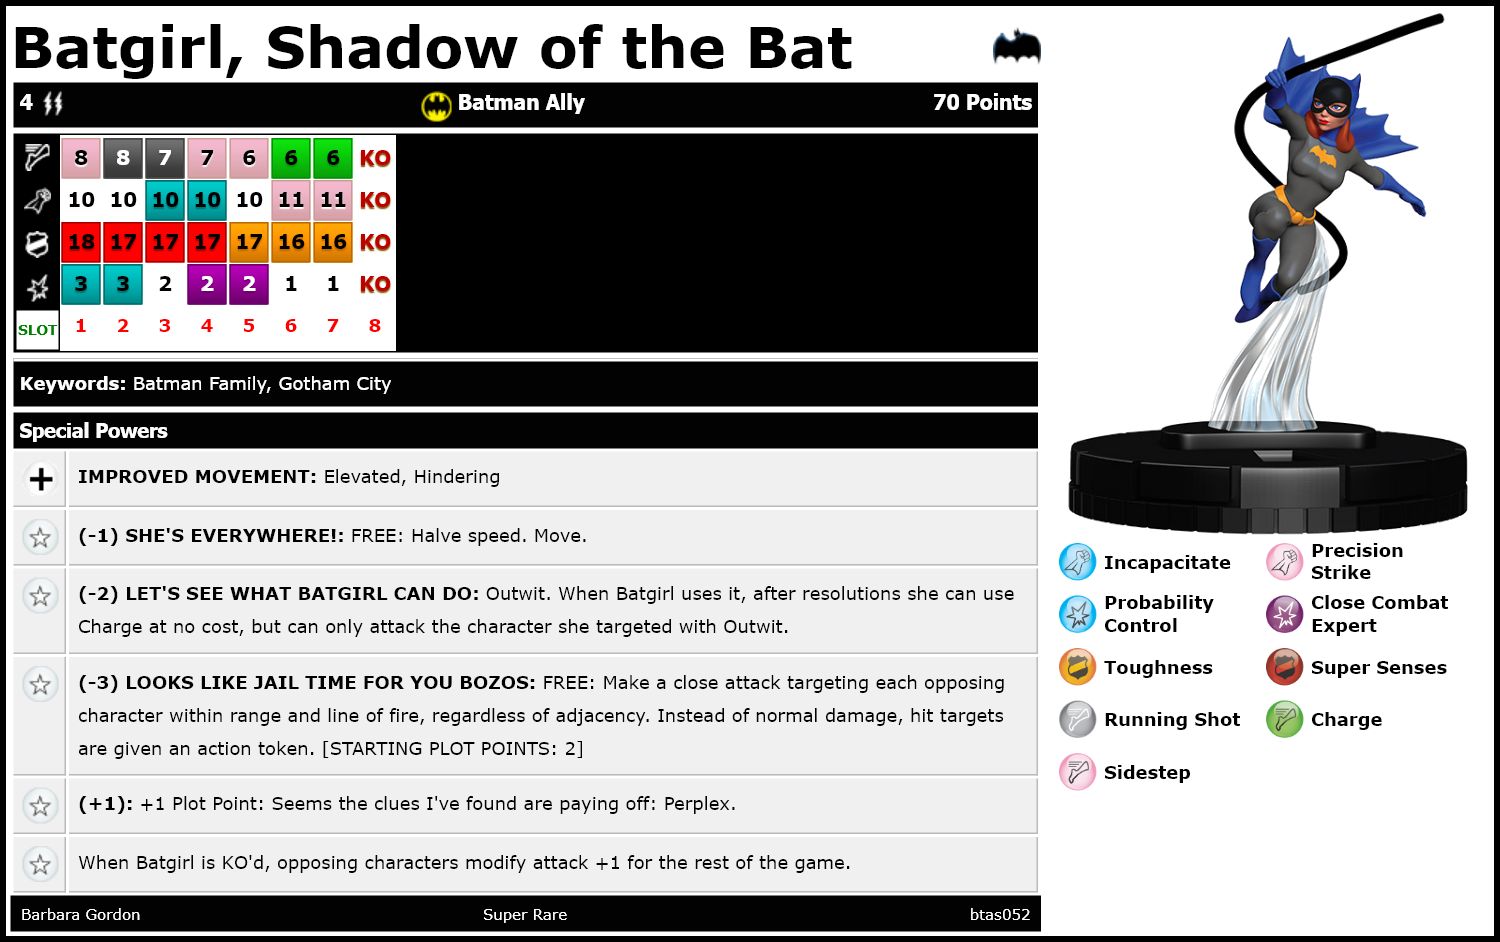 Batgirl, Shadow of the Bat
4 Batman Ally 70 Points
8 8 7 7 6 6 6 KO
10 10 10 10 10 11 11 KO
18 17 17 17 17 16 16 KO
3 3 2 2 2 1 1 KO
SLOT 1 2 3 4 5 6 7 8
Keywords: Batman Family, Gotham City
Special Powers
IMPROVED MOVEMENT: Elevated, Hindering
(-1) SHE'S EVERYWHERE!: FREE: Halve speed. Move.
(-2) LET'S SEE WHAT BATGIRL CAN DO: Outwit. When Batgirl uses it, after resolutions she can use
Charge at no cost, but can only attack the character she targeted with Outwit.
(-3) LOOKS LIKE JAIL TIME FOR YOU BOZOS: FREE: Make a close attack targeting each opposing
character within range and line of fire, regardless of adjacency. Instead of normal damage, hit targets
are given an action token. [STARTING PLOT POINTS: 2]
(+1): +1 Plot Point: Seems the clues I've found are paying off: Perplex.
When Batgirl is KO'd, opposing characters modify attack +1 for the rest of the game.
Barbara Gordon Super Rare btas052
Incapacitate
Precision
Strike
Probability
Control
Close Combat
Expert
Toughness
Super Senses
Running Shot
Charge
Sidestep